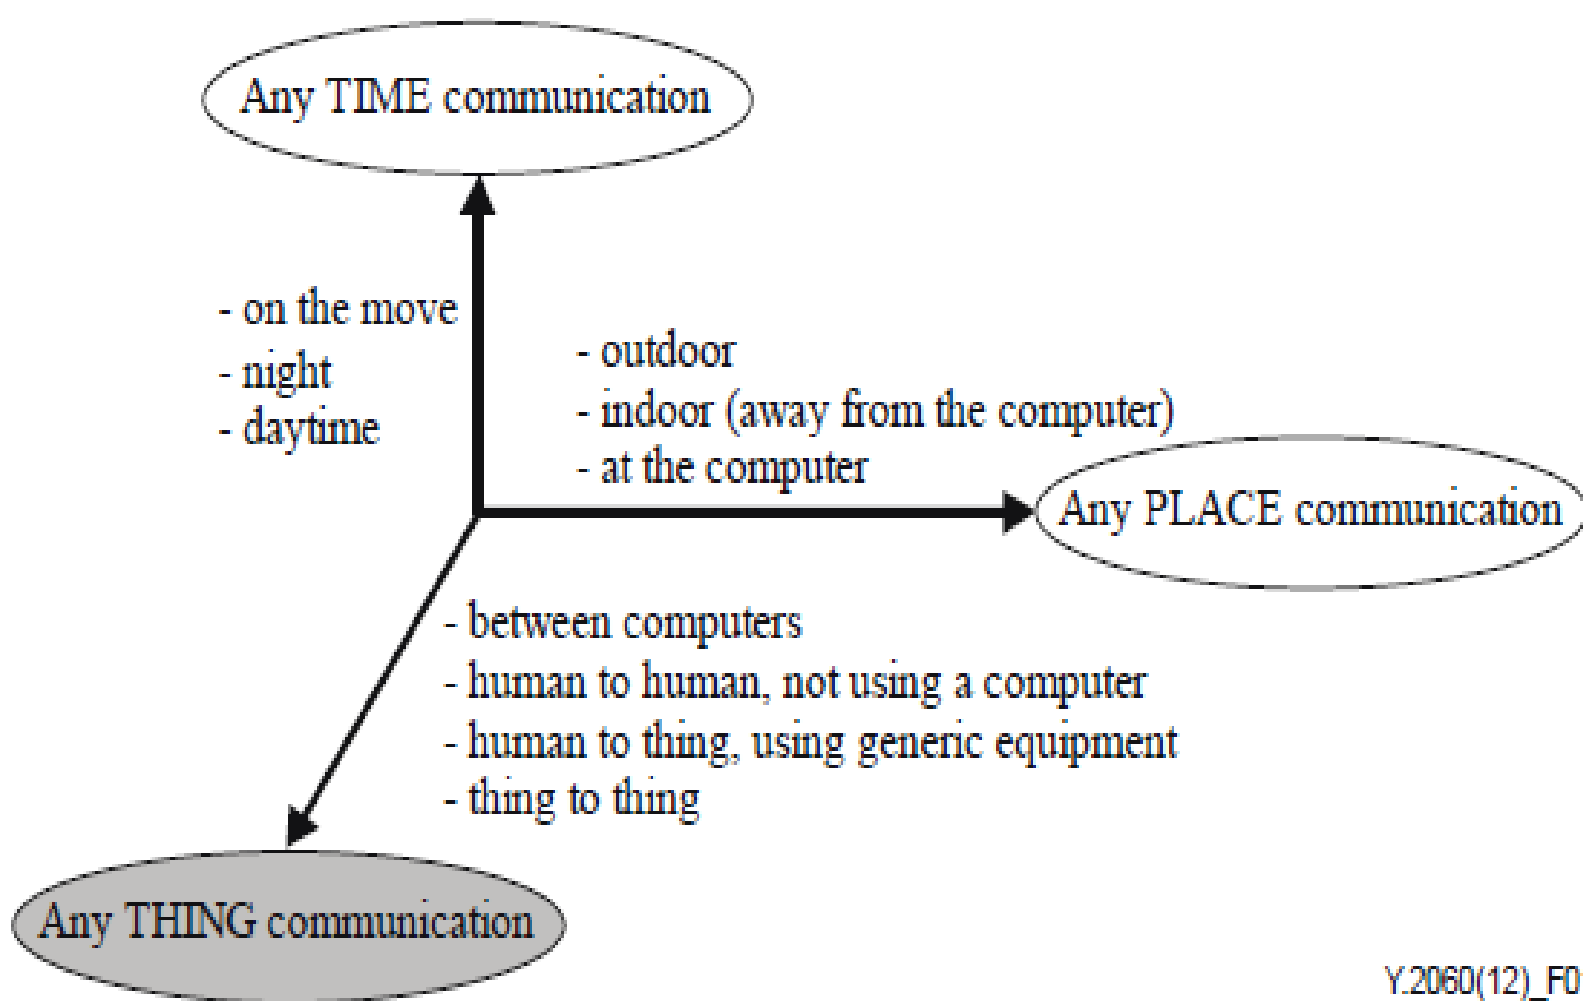 Any TIME communication
- on the move
- night
- daytime
- outdoor
- indoor (away from the computer)
- at the computer
Any PLACE communication
- between computers
- human to human, not using a computer
- human to thing, using generic equipment
- thing to thing
Any THING communication
Y.2060(12)_F0